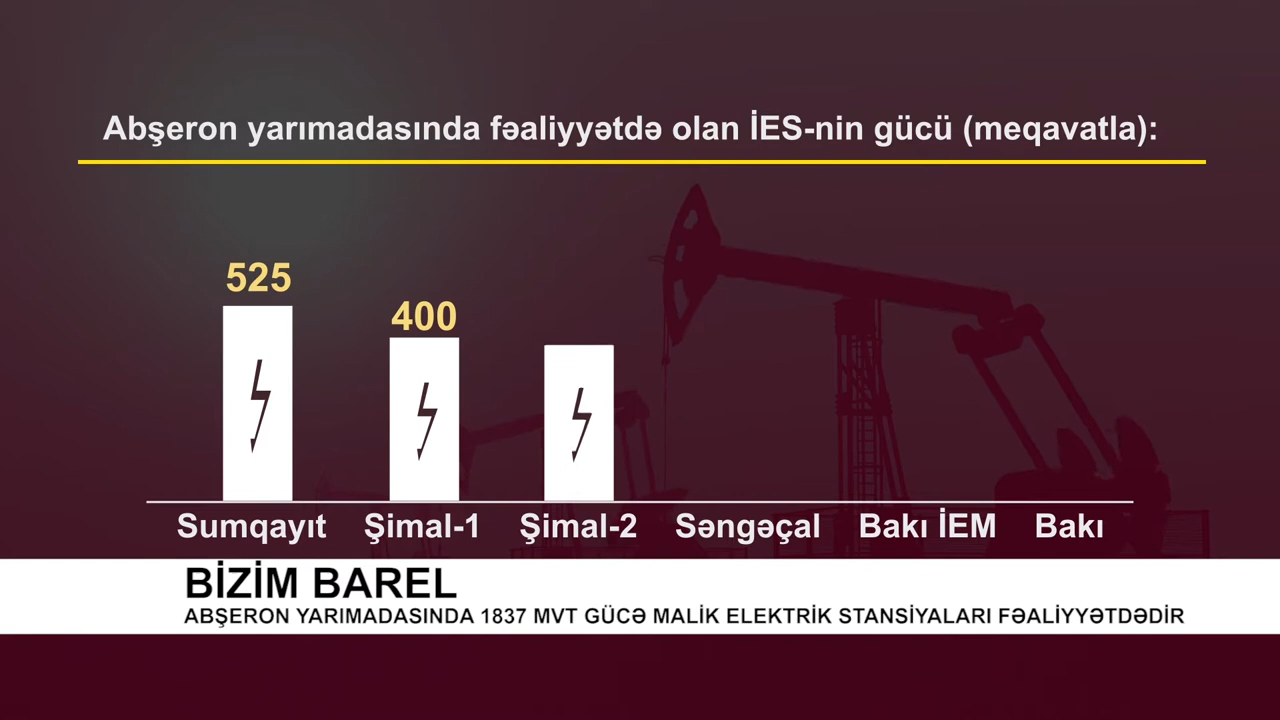 Abşeron yarımadasında fəaliyyətdə olan İES-nin gücü (meqavatla):
525
400
Sumqayıt Şimal-1 Şimal-2 Səngəçal Bakı İEM Bakı
BİZİM BAREL
ABŞERON YARIMADASINDA 1837 MVT GÜCƏ MALİK ELEKTRİK STANSİYALARI FƏALİYYƏTDƏDİR